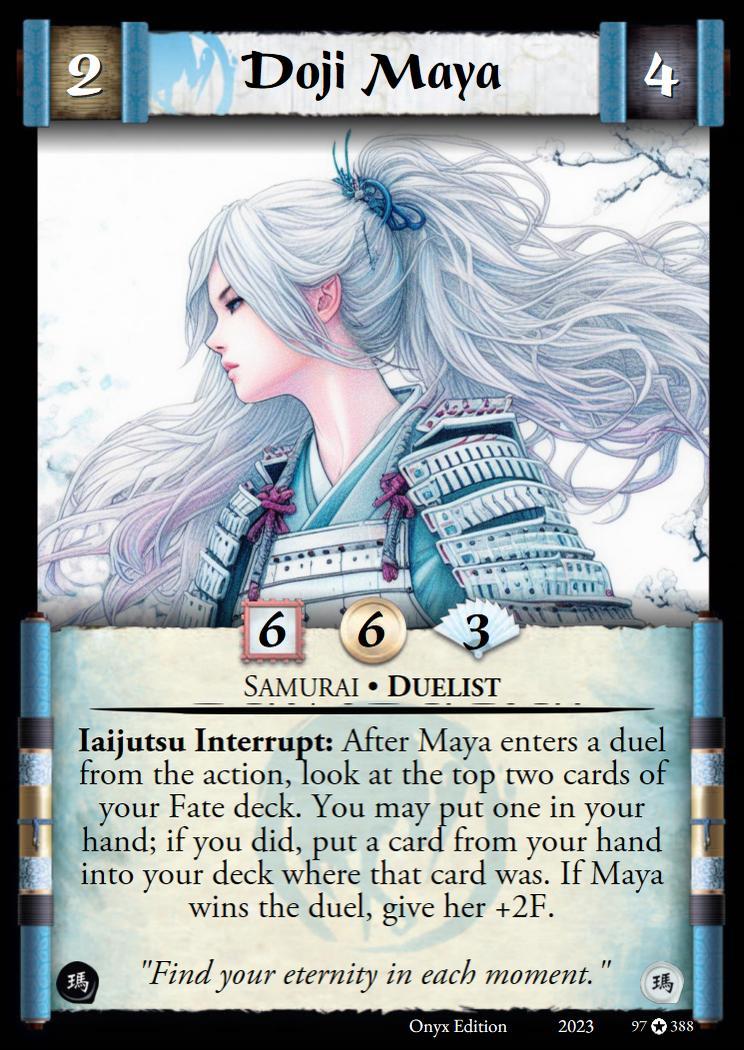 2
Doji Maya
4
6
6
3
SAMURAI • DUELIST
Iaijutsu Interrupt: After Maya enters a duel
from the action, look at the top two cards of
your Fate deck. You may put one in your
hand; if you did, put a card from your hand
into your deck where that card was. If Maya
wins the duel, give her +2F.
"Find your eternity in each moment."
瑪
瑪
Onyx Edition 2023 97 ✪ 388